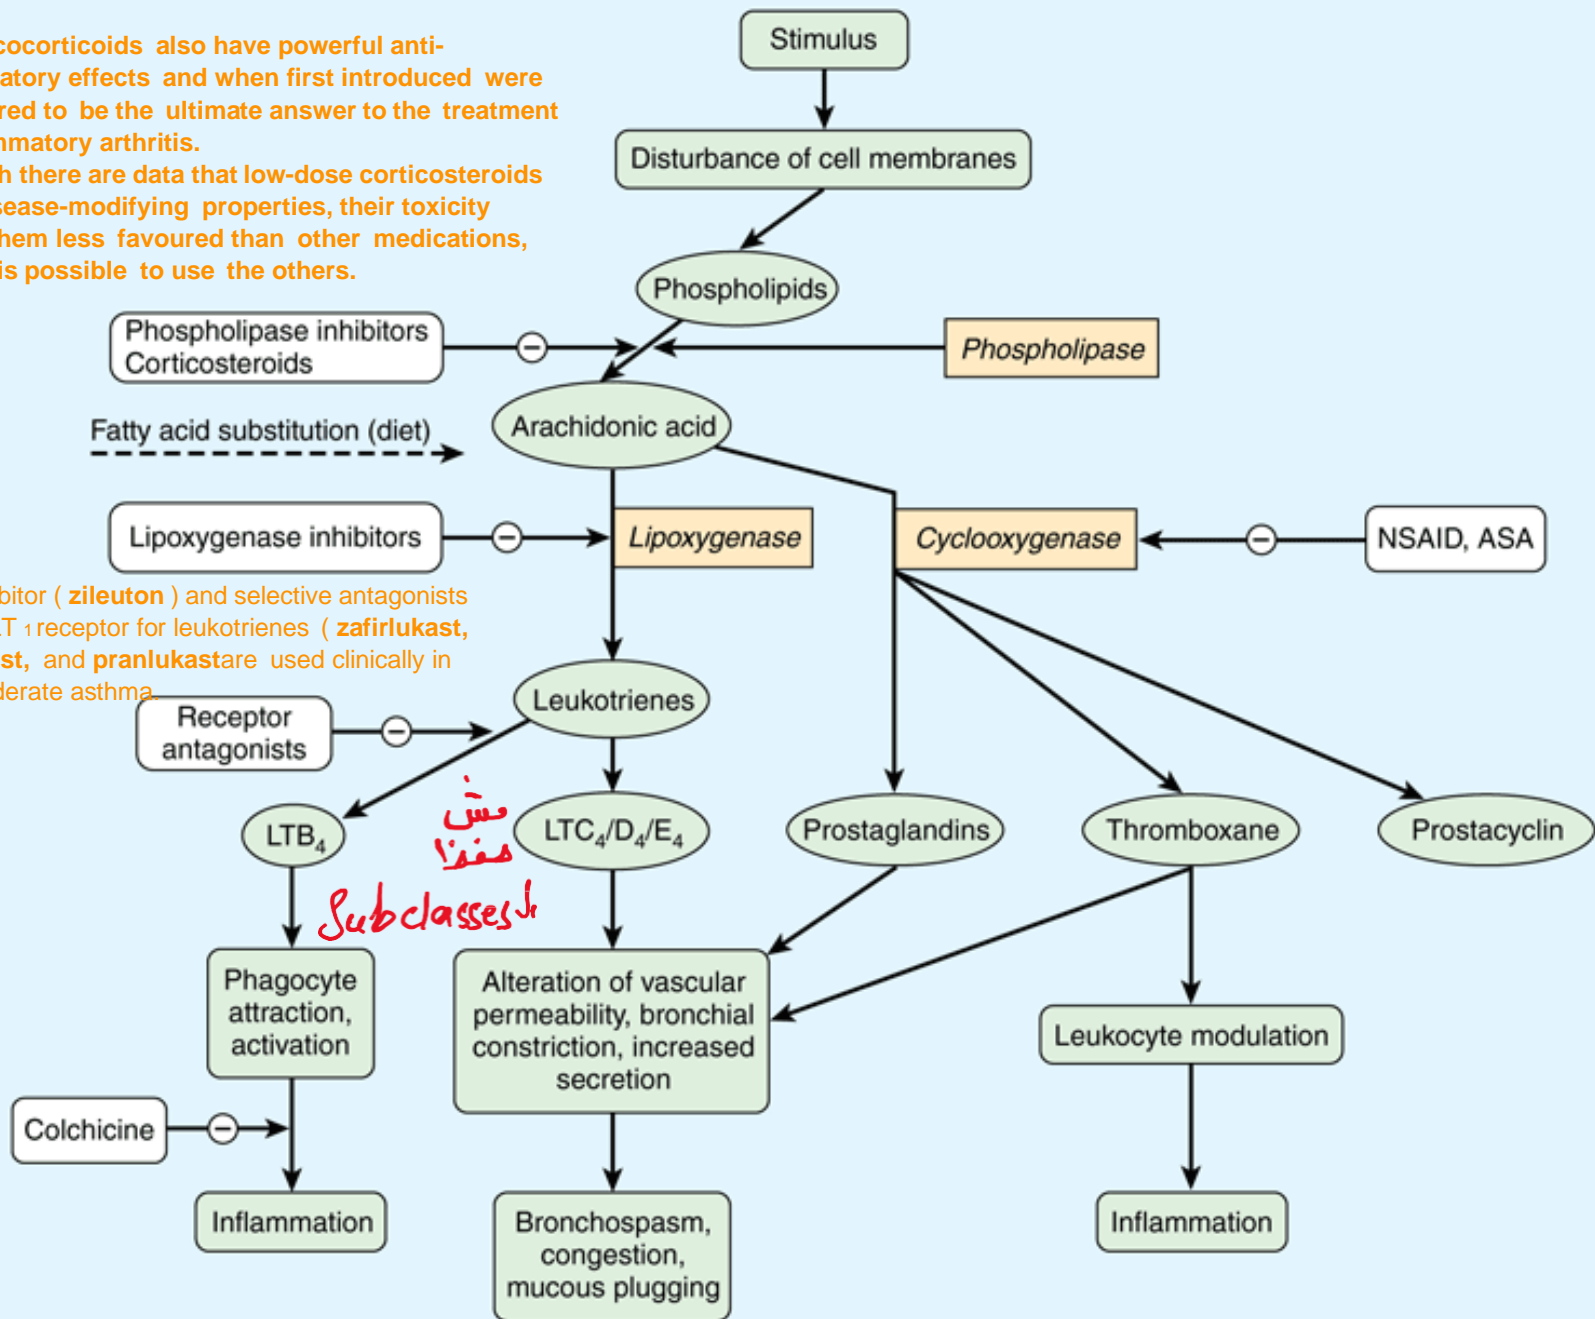 Stimulus
cocorticoids also have powerful anti-
atory effects and when first introduced were
red to be the ultimate answer to the treatment
nmatory arthritis.
h there are data that low-dose corticosteroids
sease-modifying properties, their toxicity
hem less favoured than other medications,
is possible to use the others.
Disturbance of cell membranes
Phospholipids
Phospholipase inhibitors
Corticosteroids
Phospholipase
Arachidonic acid
Fatty acid substitution (diet)
Lipoxygenase inhibitors
Lipoxygenase
Cyclooxygenase
NSAID, ASA
bitor ( zileuton ) and selective antagonists
T 1 receptor for leukotrienes ( zafirlukast,
st, and pranlukastare used clinically in
derate asthma.
Leukotrienes
Receptor
antagonists
LTB4
مش
حفظ
LTC4/D4/E4
Prostaglandins
Thromboxane
Prostacyclin
Subclasses
Phagocyte
attraction,
activation
Alteration of vascular
permeability, bronchial
constriction, increased
secretion
Leukocyte modulation
Colchicine
Inflammation
Bronchospasm,
congestion,
mucous plugging
Inflammation